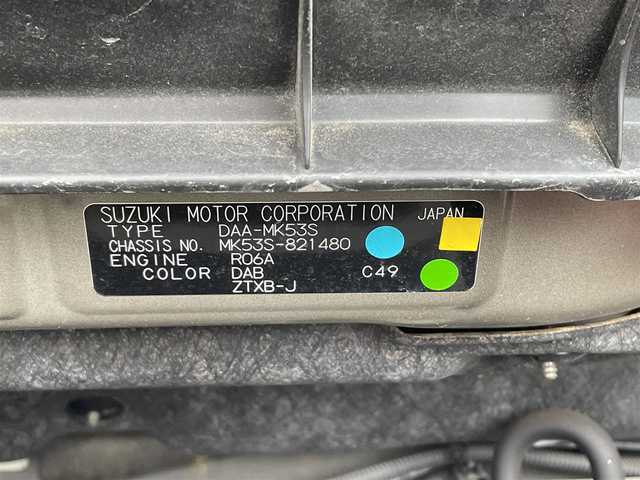 SUZUKI MOTOR CORPORATION JAPAN
TYPE DAA-MK53S
CHASSIS NO. MK53S-821480
ENGINE R06A
COLOR DAB C49
ZTXB-J